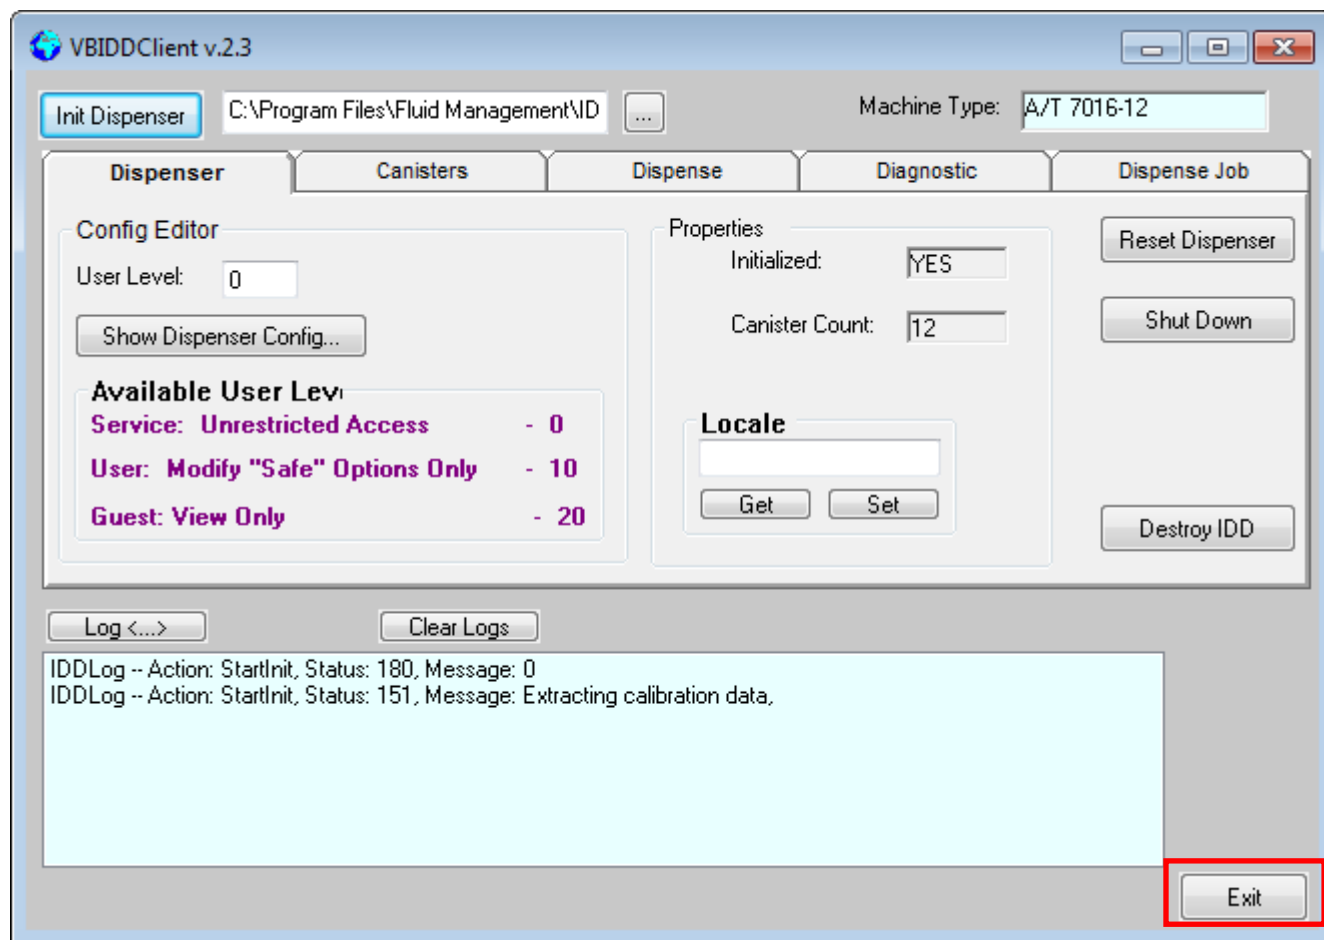 VBIDDClient v.2.3
Init Dispenser C:\Program Files\Fluid Management\ID ... Machine Type: A/T 7016-12
Dispenser Canisters Dispense Diagnostic Dispense Job
Config Editor
User Level: 0
Show Dispenser Config...
Available User Lev
Service: Unrestricted Access - 0
User: Modify "Safe" Options Only - 10
Guest: View Only - 20
Properties
Initialized: YES
Canister Count: 12
Locale
Get Set
Reset Dispenser
Shut Down
Destroy IDD
Log <...> Clear Logs
IDDLog -- Action: StartInit, Status: 180, Message: 0
IDDLog -- Action: StartInit, Status: 151, Message: Extracting calibration data,
Exit